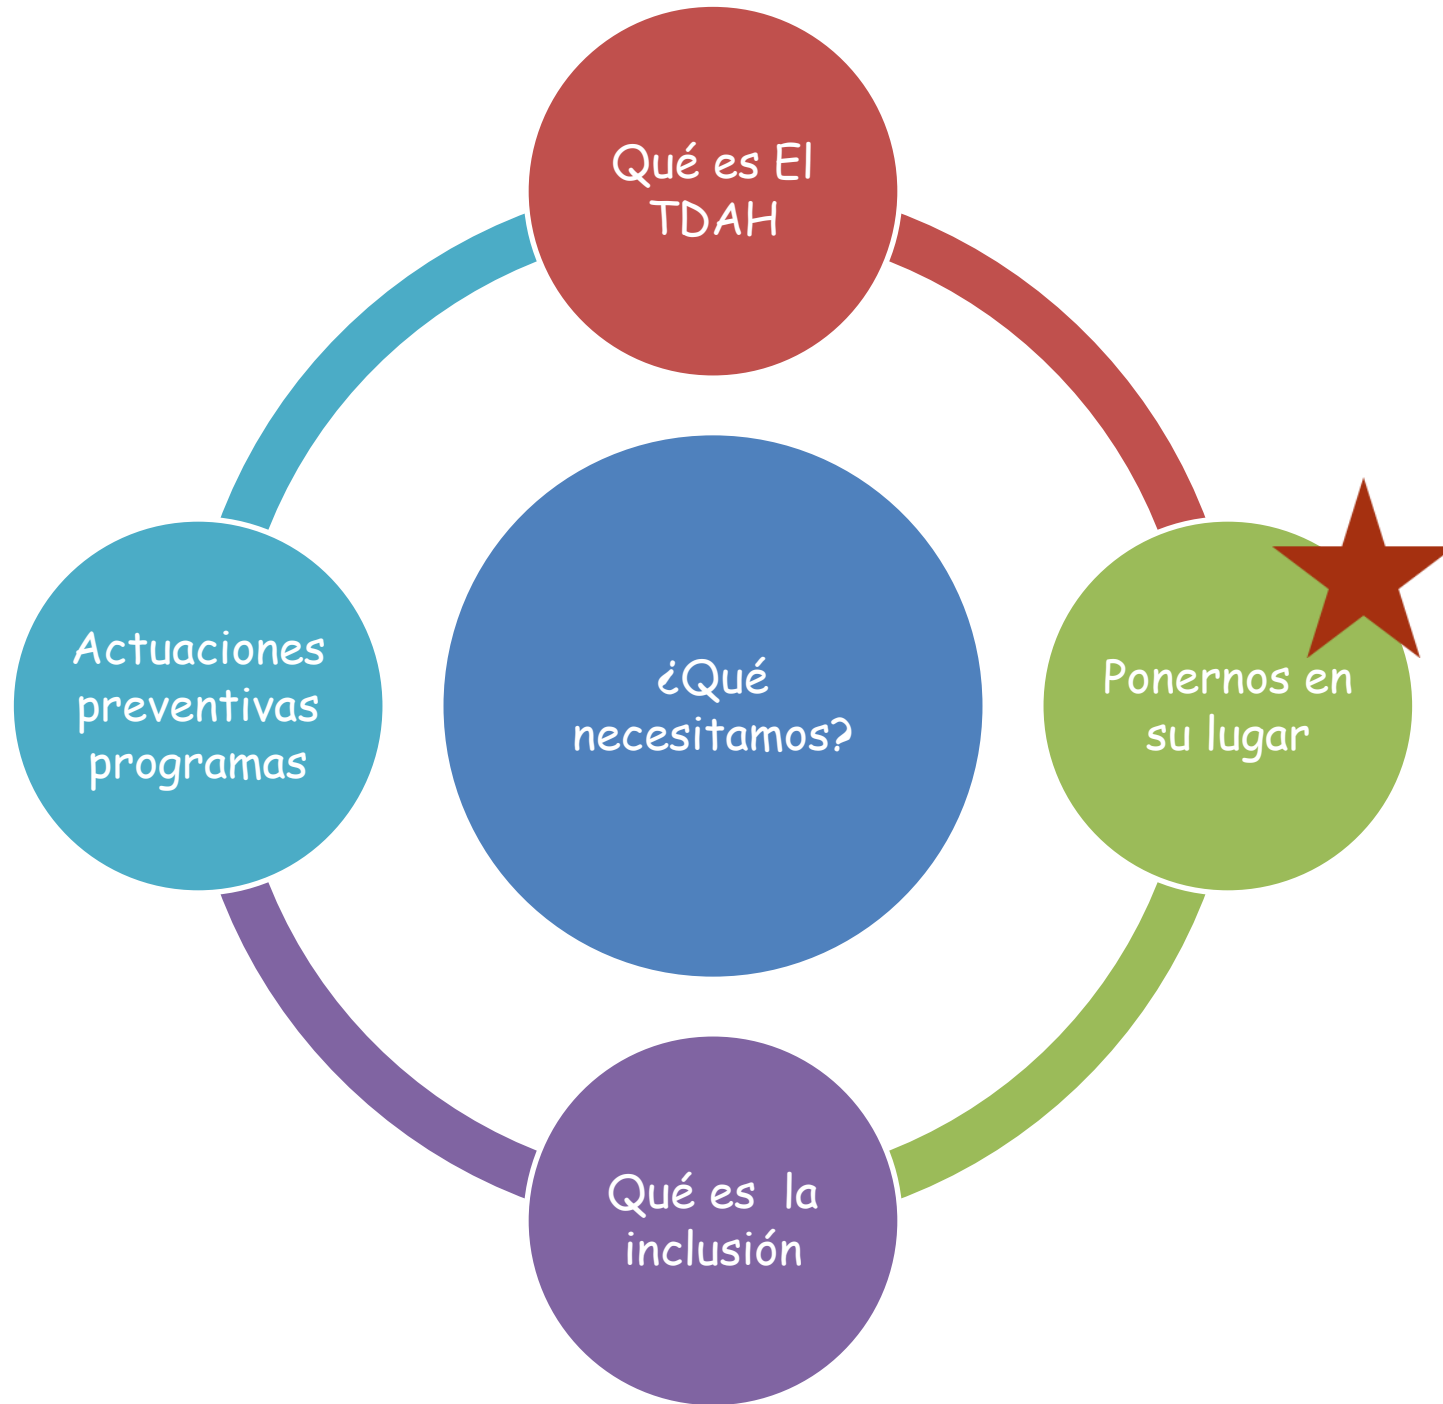 Qué es El
TDAH
Ponernos en
su lugar
Qué es  la
inclusión
Actuaciones
preventivas
programas
¿Qué
necesitamos?